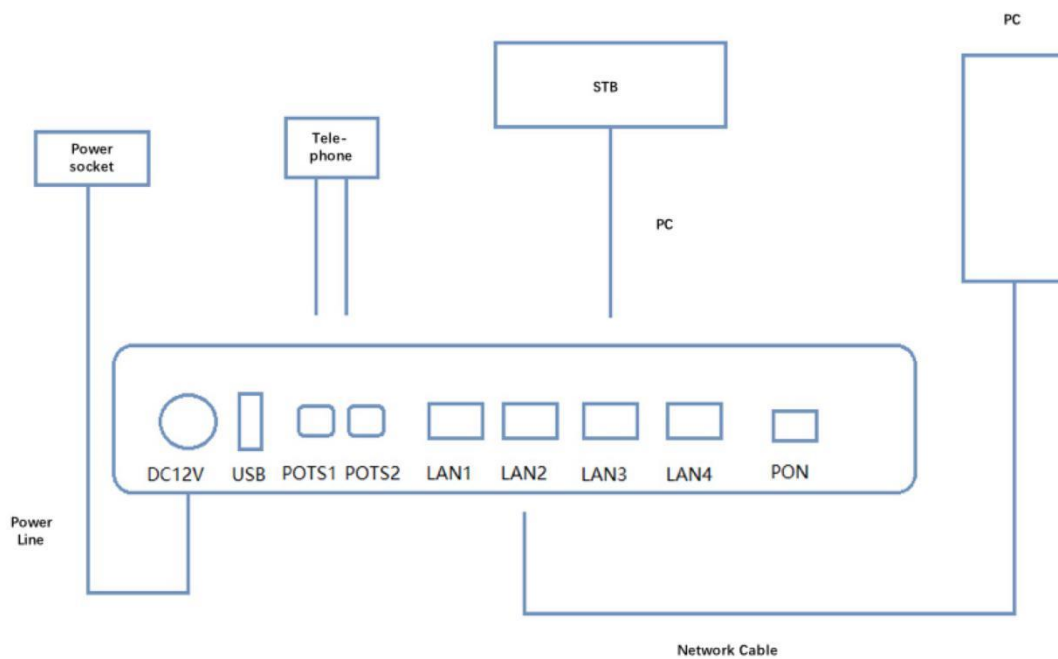 PC
STB
Tele-
phone
Power
socket
PC
DC12V USB POTS1 POTS2 LAN1 LAN2 LAN3 LAN4 PON
Power
Line
Network Cable